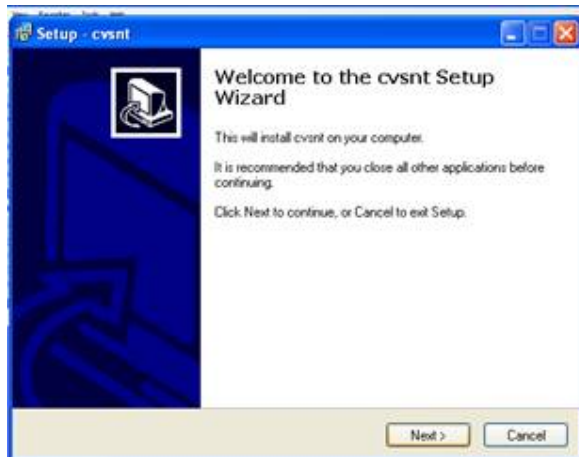 Setup - cvsnt
Welcome to the cvsnt Setup
Wizard
This will install cvsnt on your computer.
It is recommended that you close all other applications before
continuing.
Click Next to continue, or Cancel to exit Setup.
Next >
Cancel